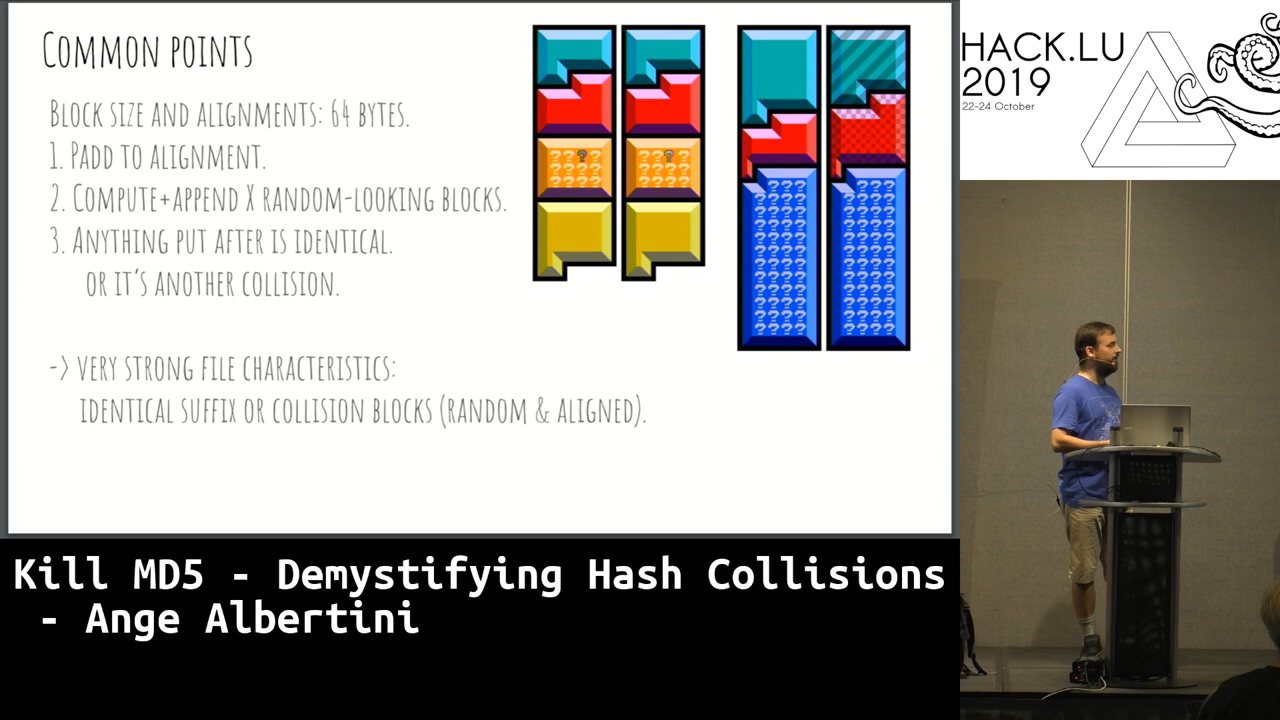 Common points
Block size and alignments: 64 bytes.
1. Padd to alignment.
2. Compute+append X random-looking blocks.
3. Anything put after is identical.
or it's another collision.
-> very strong file characteristics:
identical suffix or collision blocks (random & aligned).
HACK.LU
2019
22-24 October
Kill MD5 - Demystifying Hash Collisions
- Ange Albertini